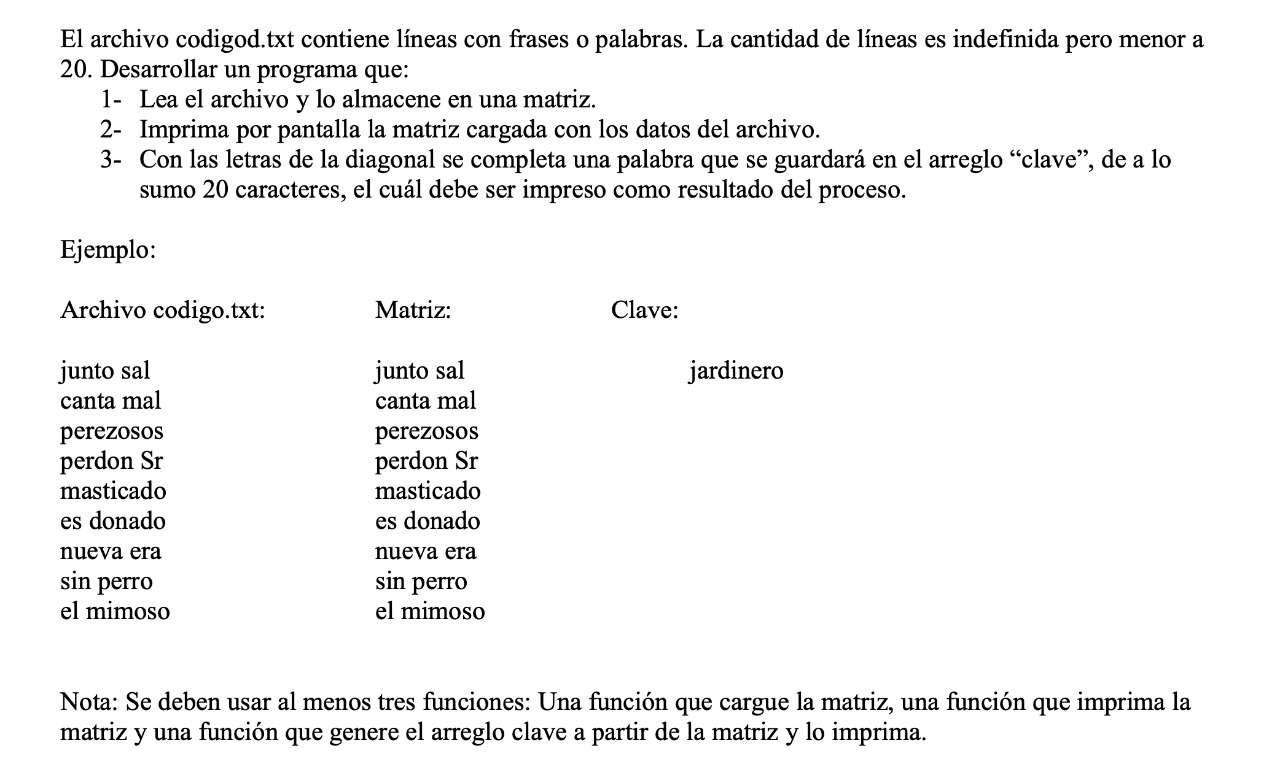 El archivo codigod.txt contiene líneas con frases o palabras. La cantidad de líneas es indefinida pero menor a
20. Desarrollar un programa que:
1- Lea el archivo y lo almacene en una matriz.
2- Imprima por pantalla la matriz cargada con los datos del archivo.
3- Con las letras de la diagonal se completa una palabra que se guardará en el arreglo “clave”, de a lo
sumo 20 caracteres, el cuál debe ser impreso como resultado del proceso.
Ejemplo:
Archivo codigo.txt: Matriz: Clave:
junto sal junto sal jardinero
canta mal canta mal
perezosos perezosos
perdon Sr perdon Sr
masticado masticado
es donado es donado
nueva era nueva era
sin perro sin perro
el mimoso el mimoso
Nota: Se deben usar al menos tres funciones: Una función que cargue la matriz, una función que imprima la
matriz y una función que genere el arreglo clave a partir de la matriz y lo imprima.